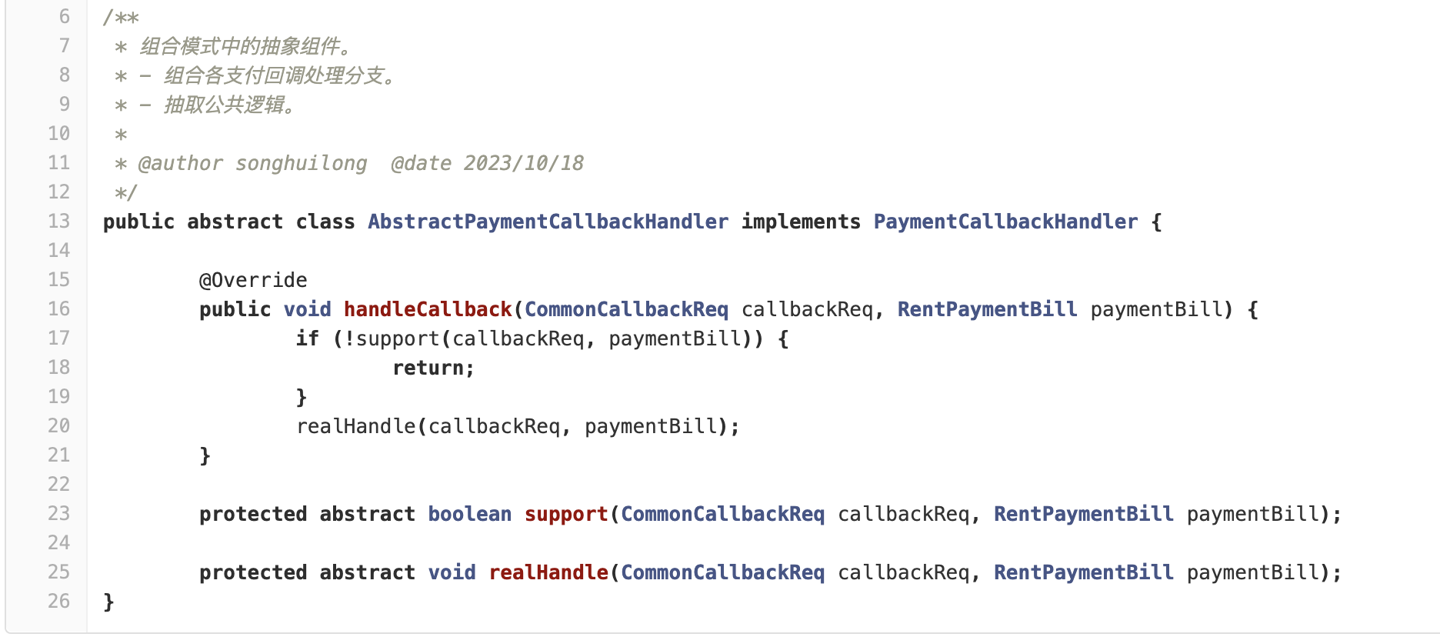 6 /**
7  * 组合模式中的抽象组件。
8  * - 组合各支付回调处理分支。
9  * - 抽取公共逻辑。
10  *
11  * @author songhuilong  @date 2023/10/18
12  */
13 public abstract class AbstractPaymentCallbackHandler implements PaymentCallbackHandler {
14
15         @Override
16         public void handleCallback(CommonCallbackReq callbackReq, RentPaymentBill paymentBill) {
17                 if (!support(callbackReq, paymentBill)) {
18                         return;
19                 }
20                 realHandle(callbackReq, paymentBill);
21         }
22
23         protected abstract boolean support(CommonCallbackReq callbackReq, RentPaymentBill paymentBill);
24
25         protected abstract void realHandle(CommonCallbackReq callbackReq, RentPaymentBill paymentBill);
26 }